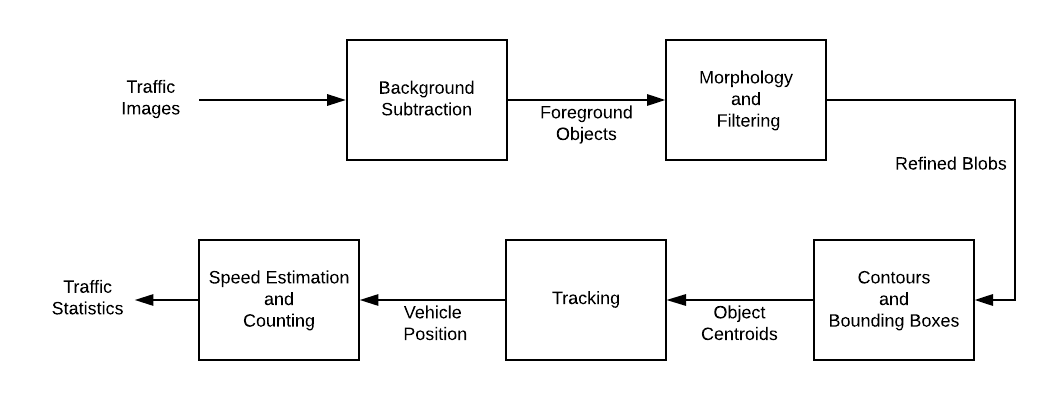 Traffic
Images
Background
Subtraction
Foreground
Objects
Morphology
and
Filtering
Refined Blobs
Contours
and
Bounding Boxes
Object
Centroids
Tracking
Vehicle
Position
Speed Estimation
and
Counting
Traffic
Statistics